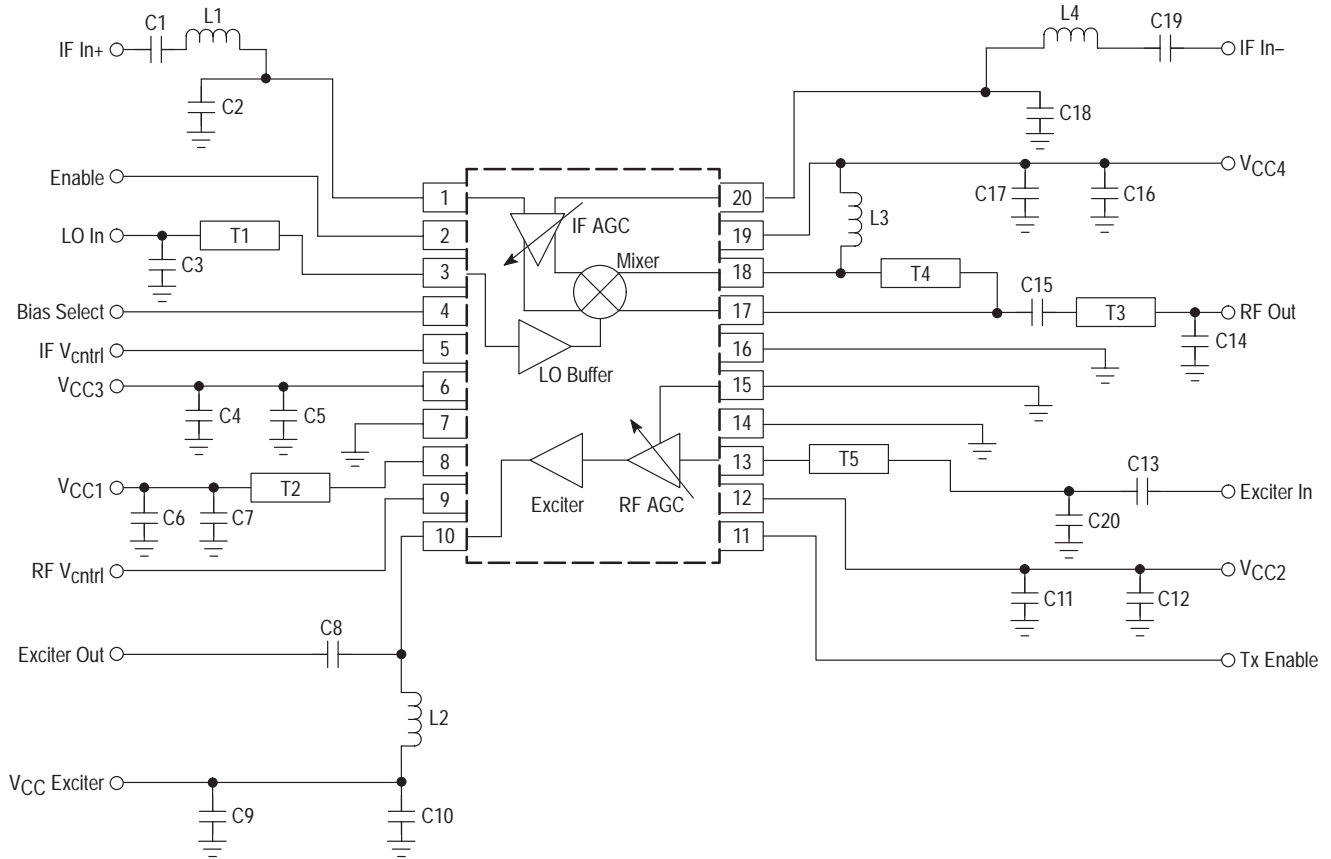 C1
L1
IF In+
C2
Enable
LO In
T1
C3
Bias Select
IF Vcntrl
VCC3
C4
C5
VCC1
T2
C6
C7
RF Vcntrl
C8
Exciter Out
L2
VCC Exciter
C9
C10
1
2
3
4
5
6
7
8
9
10
IF AGC
Mixer
LO Buffer
Exciter
RF AGC
20
19
18
17
16
15
14
13
12
11
L4
C19
IF In–
C18
VCC4
C17
C16
L3
T4
C15
T3
RF Out
C14
T5
C13
Exciter In
C20
VCC2
C11
C12
Tx Enable